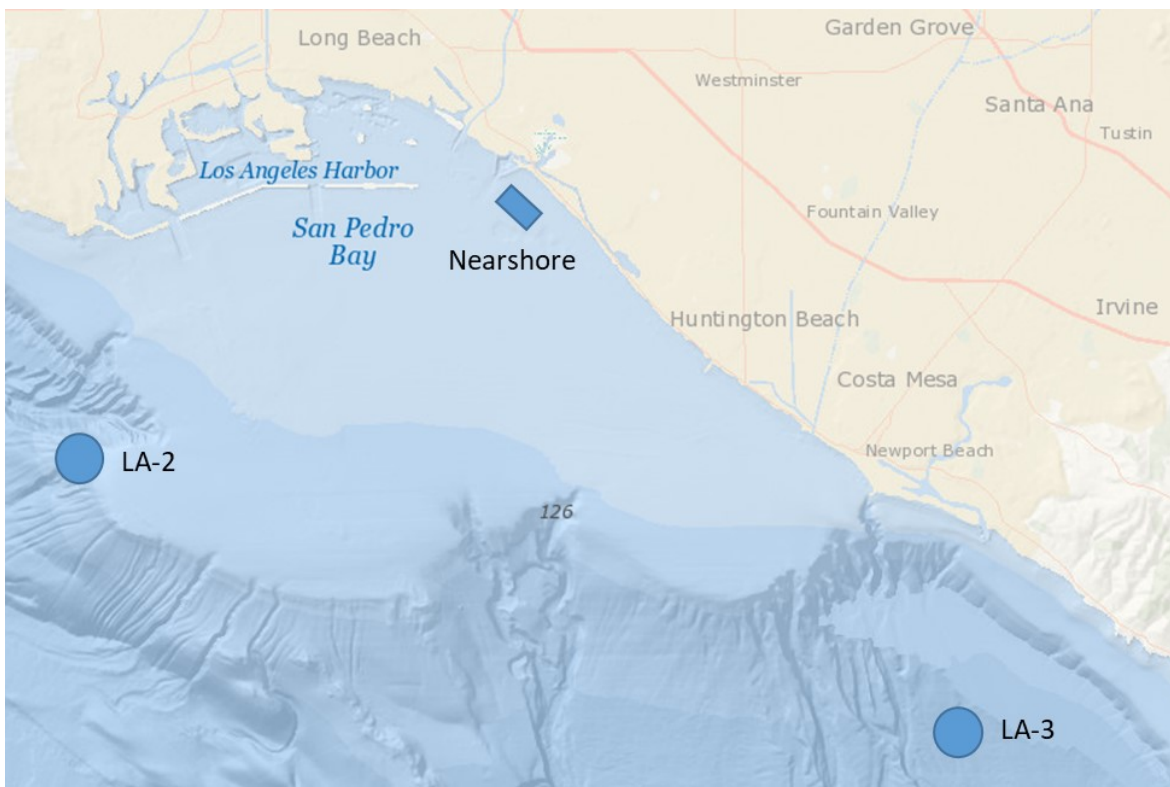 Long Beach
Garden Grove
Westminster
Santa Ana
Tustin
Los Angeles Harbor
San Pedro
Bay
Fountain Valley
Nearshore
Irvine
Huntington Beach
Costa Mesa
Newport Beach
LA-2
126
LA-3